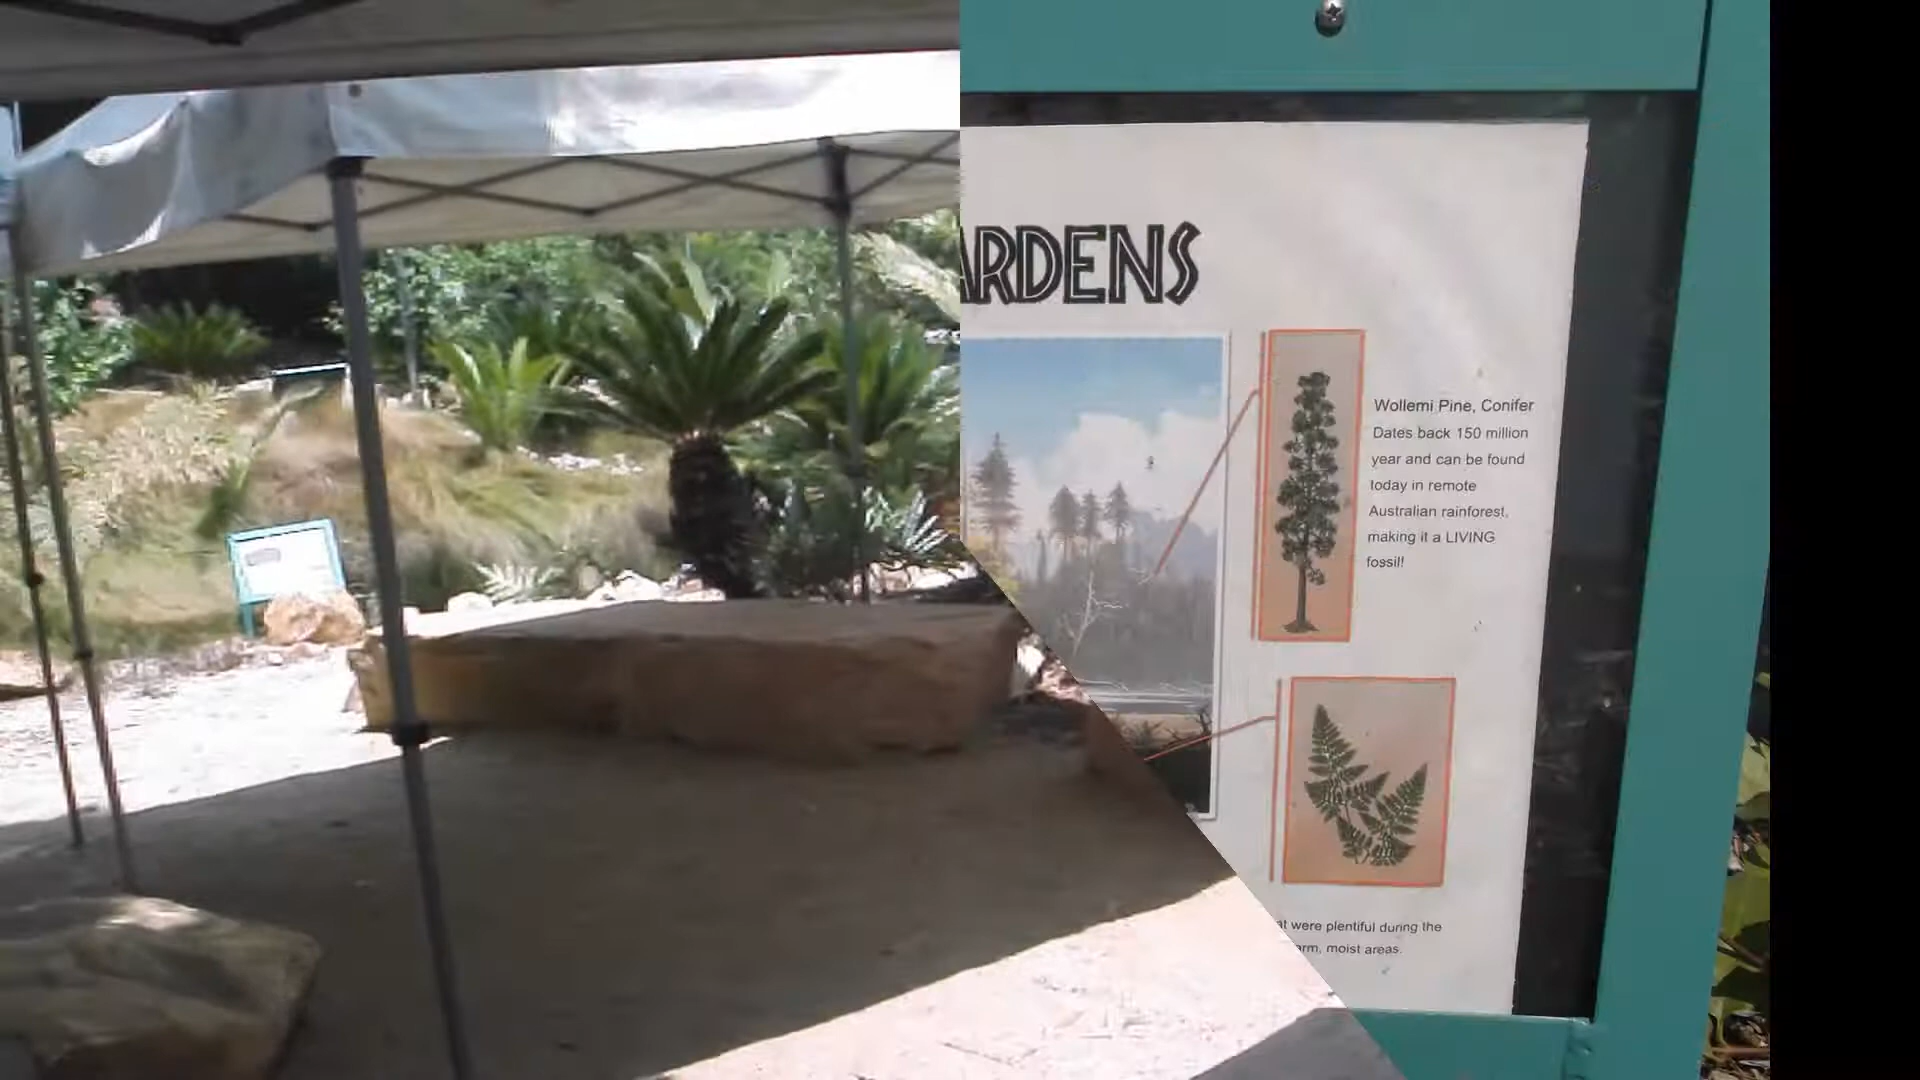 ARDENS
Wollemi Pine, Conifer
Dates back 150 million
year and can be found
today in remote
Australian rainforest,
making it a LIVING
fossil!
at were plentiful during the
arm, moist areas.